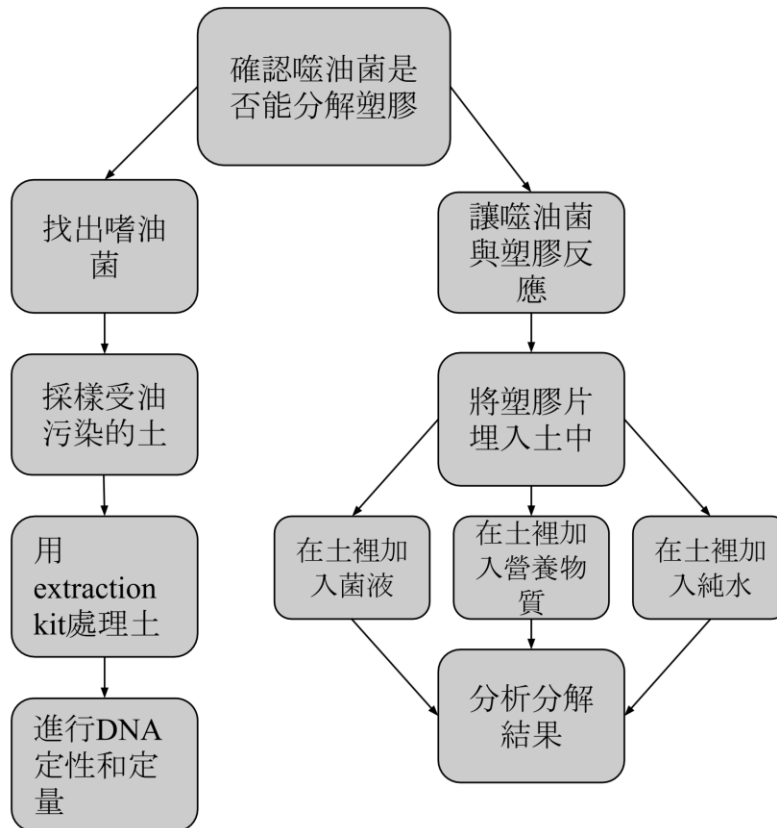 確認噬油菌是
否能分解塑膠
找出嗜油
菌
採樣受油
污染的土
用
extraction
kit處理土
進行DNA
定性和定
量
讓噬油菌
與塑膠反
應
將塑膠片
埋入土中
在土裡加
入菌液
在土裡加
入營養物
質
在土裡加
入純水
分析分解
結果